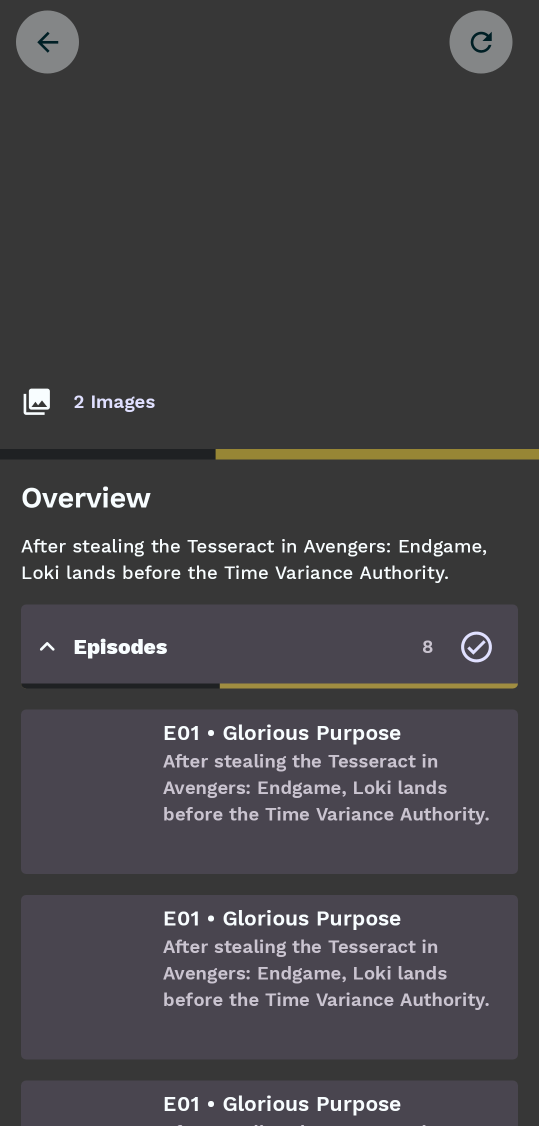 2 Images
Overview
After stealing the Tesseract in Avengers: Endgame,
Loki lands before the Time Variance Authority.
Episodes
8
E01 • Glorious Purpose
After stealing the Tesseract in
Avengers: Endgame, Loki lands
before the Time Variance Authority.
E01 • Glorious Purpose
After stealing the Tesseract in
Avengers: Endgame, Loki lands
before the Time Variance Authority.
E01 • Glorious Purpose